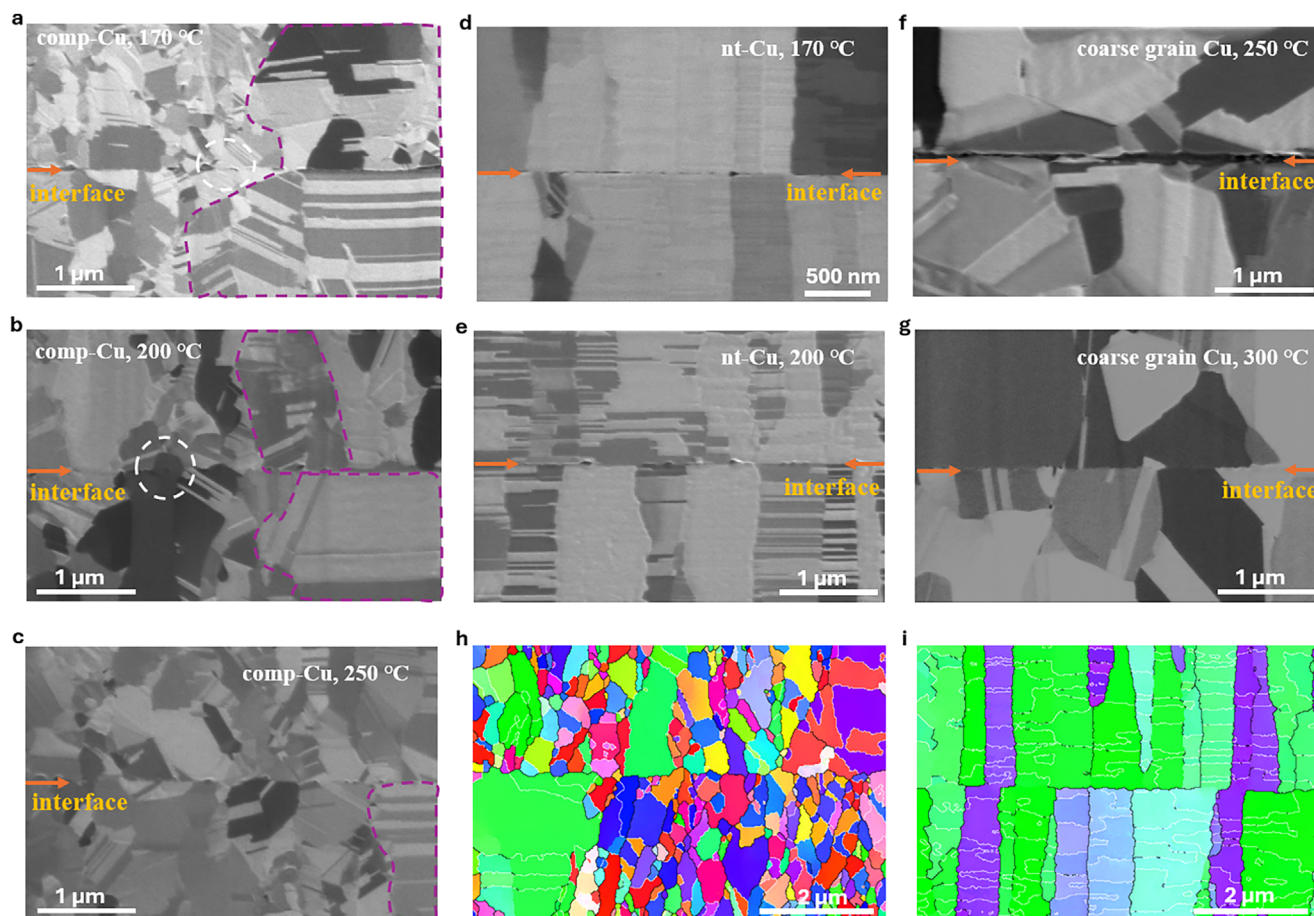 a
comp-Cu, 170 °C
interface
1 µm
d
nt-Cu, 170 °C
interface
500 nm
f
coarse grain Cu, 250 °C
interface
1 µm
b
comp-Cu, 200 °C
interface
1 µm
e
nt-Cu, 200 °C
interface
1 µm
g
coarse grain Cu, 300 °C
interface
1 µm
c
comp-Cu, 250 °C
interface
1 µm
h
2 µm
i
2 µm